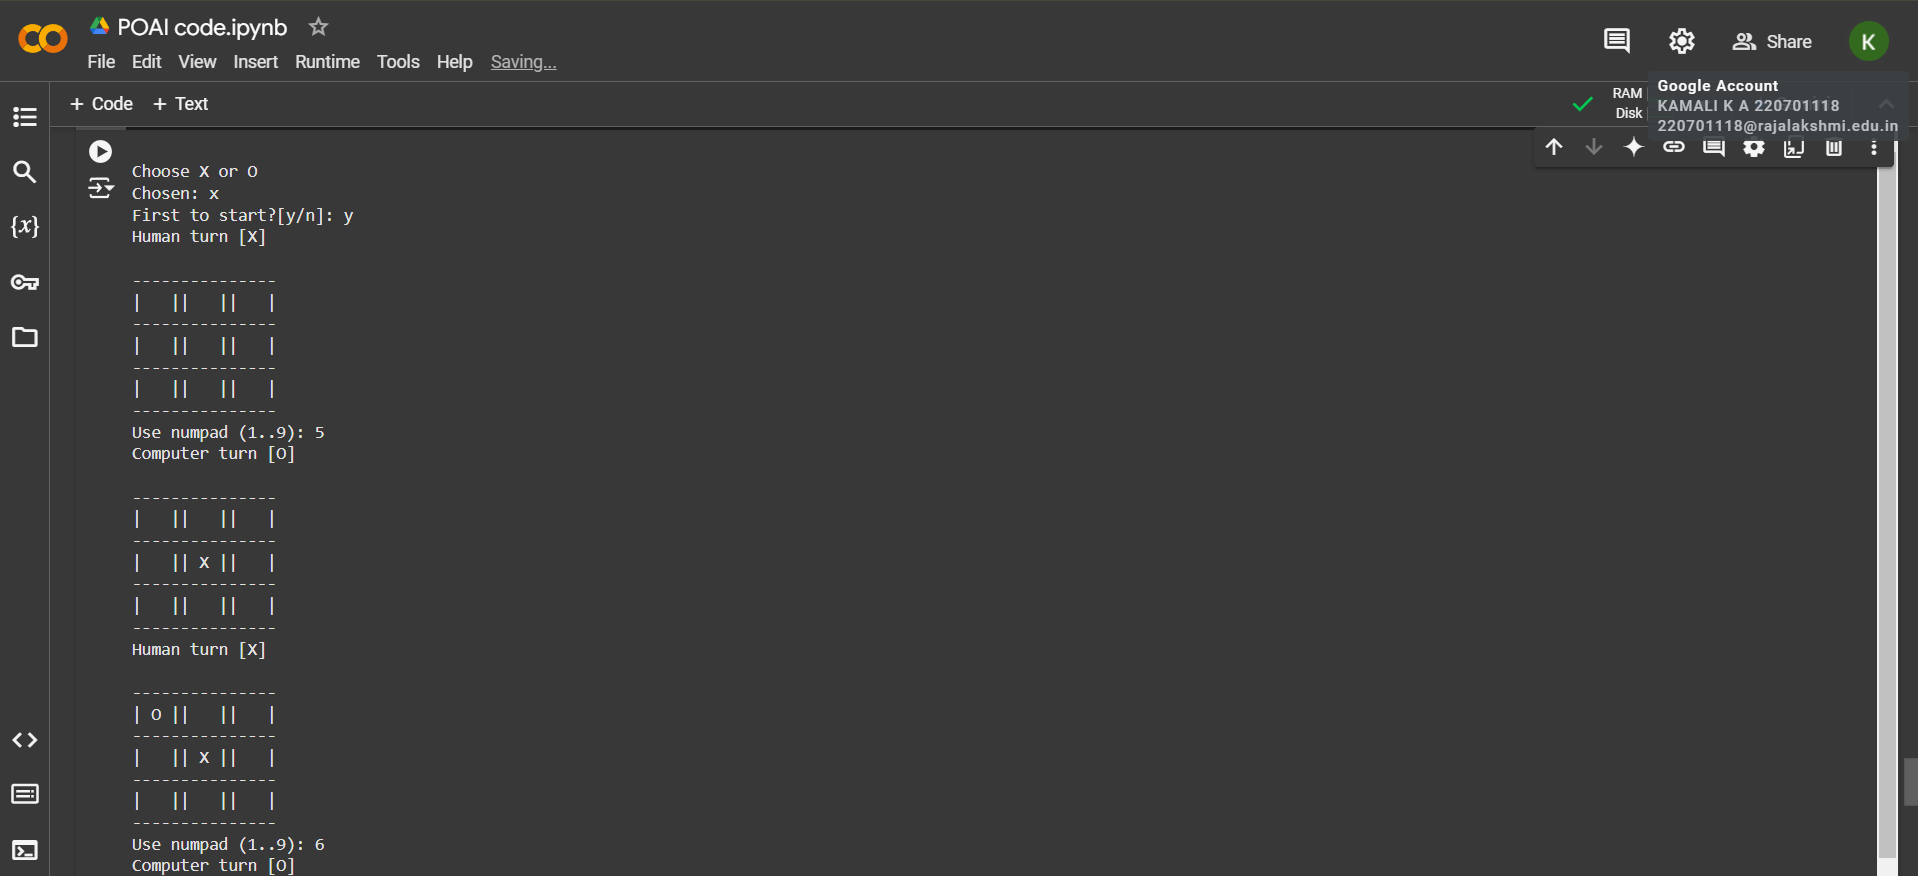 POAI code.ipynb
File Edit View Insert Runtime Tools Help Saving...
Share
K
+ Code + Text
RAM
Disk
Google Account
KAMALI K A 220701118
220701118@rajalakshmi.edu.in
{x}
Choose X or O
Chosen: x
First to start?[y/n]: y
Human turn [X]
---------------
|   ||   ||   |
---------------
|   ||   ||   |
---------------
|   ||   ||   |
---------------
Use numpad (1..9): 5
Computer turn [O]
---------------
|   ||   ||   |
---------------
|   || X ||   |
---------------
|   ||   ||   |
---------------
Human turn [X]
---------------
| O ||   ||   |
---------------
|   || X ||   |
---------------
|   ||   ||   |
---------------
Use numpad (1..9): 6
Computer turn [O]